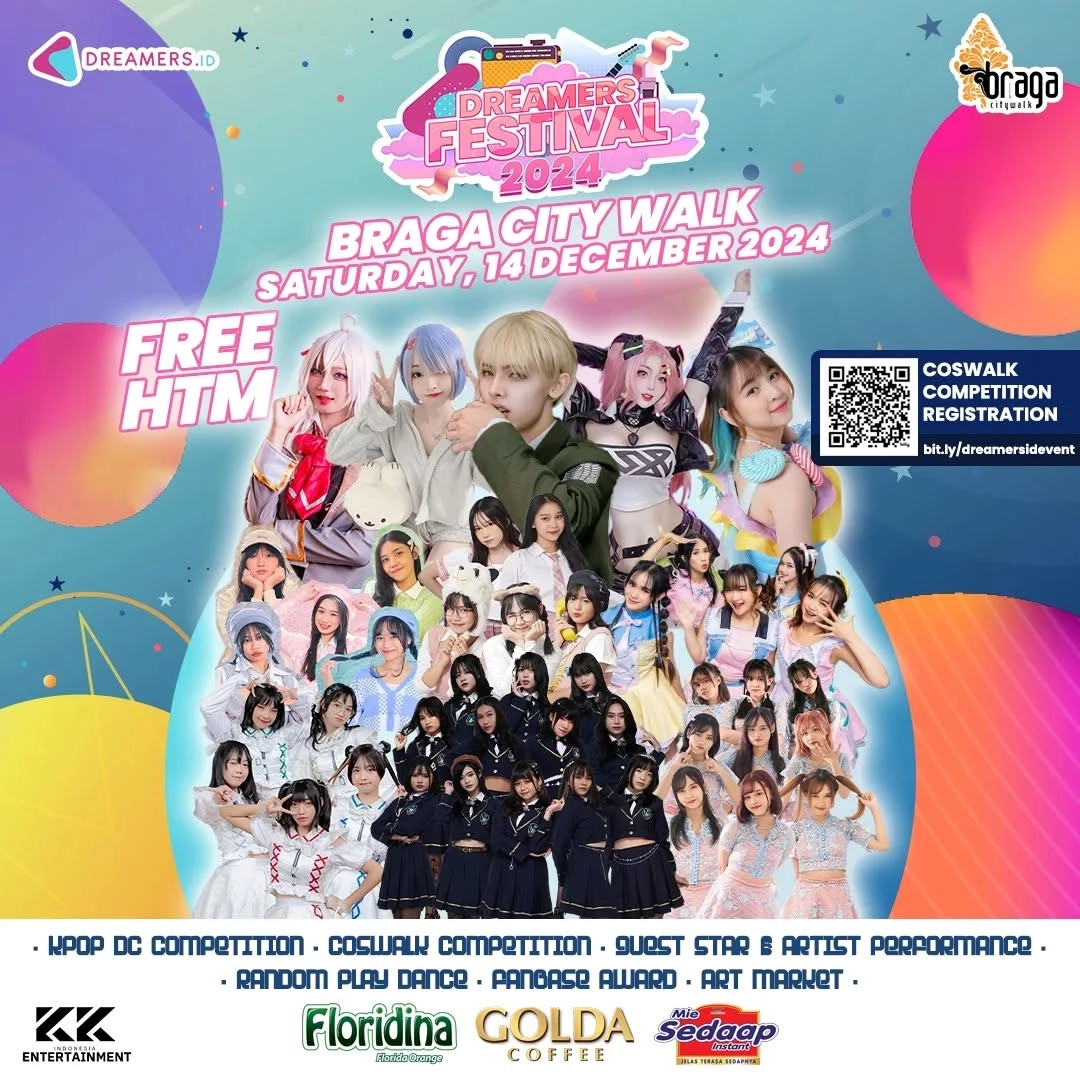 DREAMERS.ID
DREAMERS
FESTIVAL
2024
braga
citywalk
BRAGA CITY WALK
SATURDAY, 14 DECEMBER 2024
FREE
HTM
COSWALK
COMPETITION
REGISTRATION
bit.ly/dreamersidevent
• KPOP DC COMPETITION • COSWALK COMPETITION • GUEST STAR & ARTIST PERFORMANCE •
• RANDOM PLAY DANCE • FANBASE AWARD • ART MARKET •
KK
INDONESIA
ENTERTAINMENT
Floridina
Florida Orange
GOLDA
COFFEE
Mie
Sedaap
Instant
JELAS TERASA SEDAPNYA